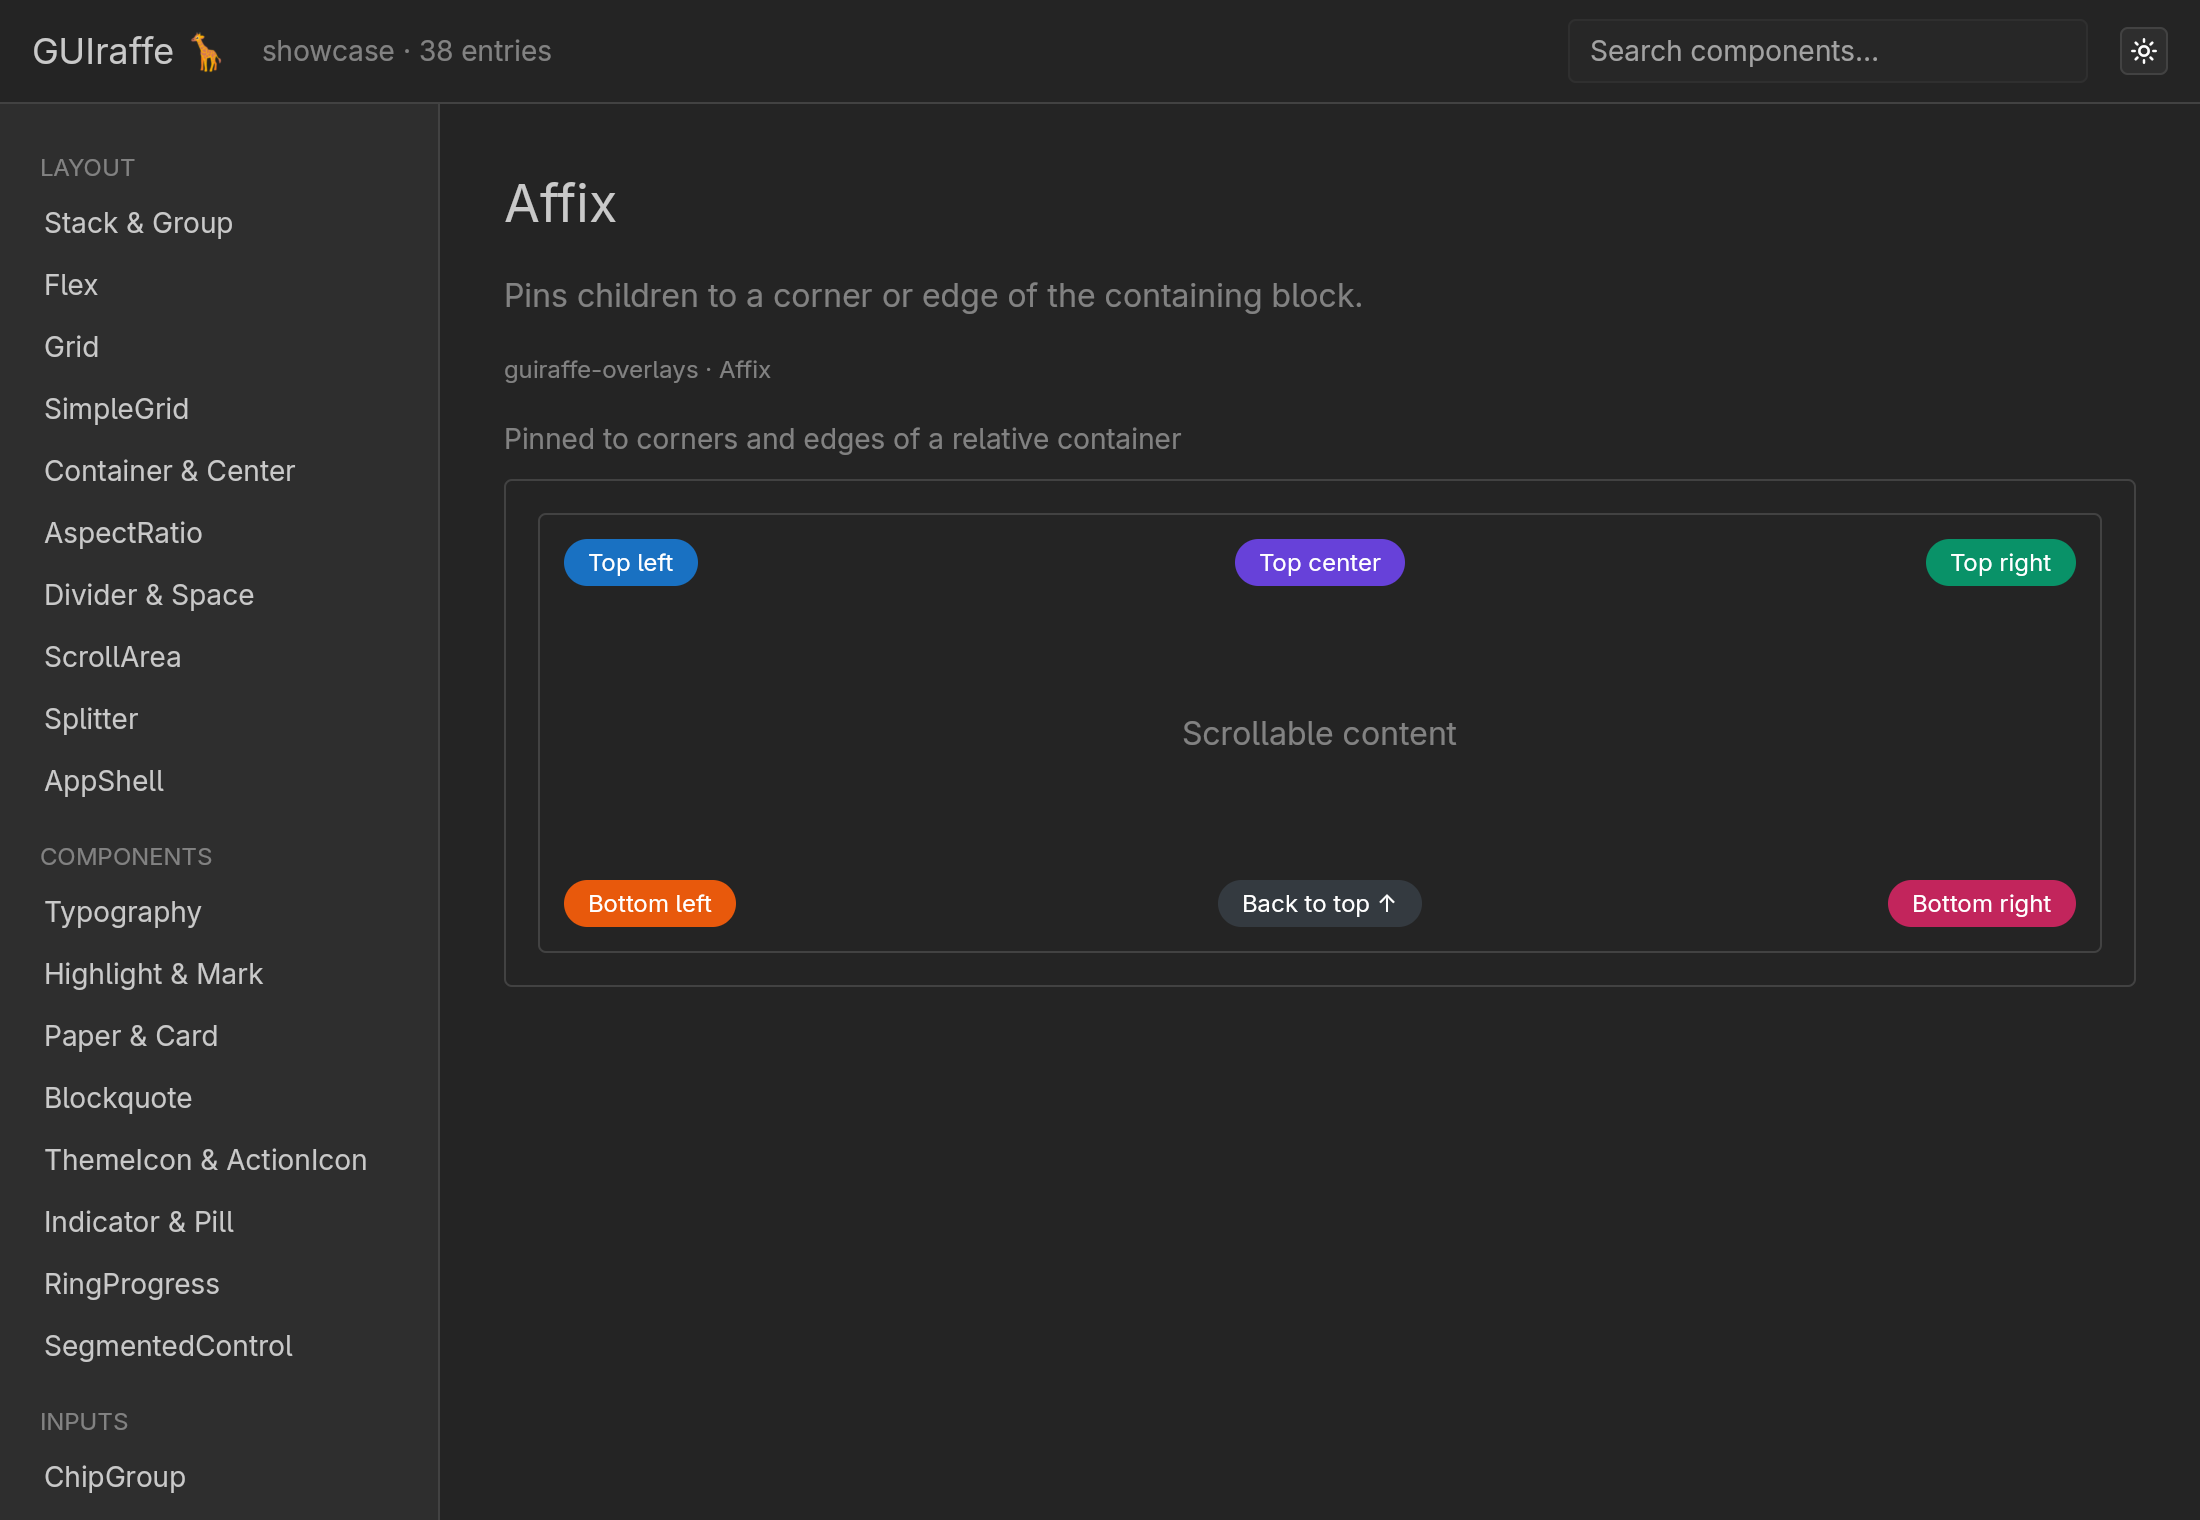 GUIraffe 🦒 showcase · 38 entries
Search components...
LAYOUT
Stack & Group
Flex
Grid
SimpleGrid
Container & Center
AspectRatio
Divider & Space
ScrollArea
Splitter
AppShell
COMPONENTS
Typography
Highlight & Mark
Paper & Card
Blockquote
ThemeIcon & ActionIcon
Indicator & Pill
RingProgress
SegmentedControl
INPUTS
ChipGroup
Affix
Pins children to a corner or edge of the containing block.
guiraffe-overlays · Affix
Pinned to corners and edges of a relative container
Top left
Top center
Top right
Scrollable content
Bottom left
Back to top ↑
Bottom right